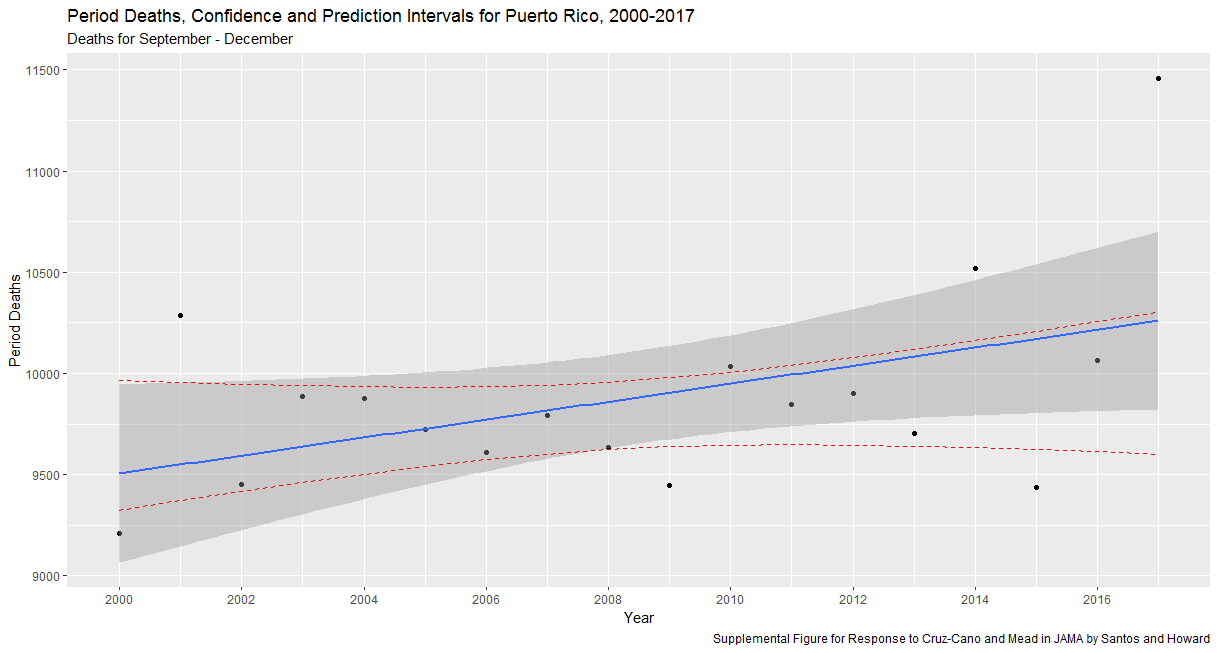 Period Deaths, Confidence and Prediction Intervals for Puerto Rico, 2000-2017
Deaths for September - December
11500
11000
10500
10000
9500
9000
Period Deaths
2000 2002 2004 2006 2008 2010 2012 2014 2016
Year
Supplemental Figure for Response to Cruz-Cano and Mead in JAMA by Santos and Howard